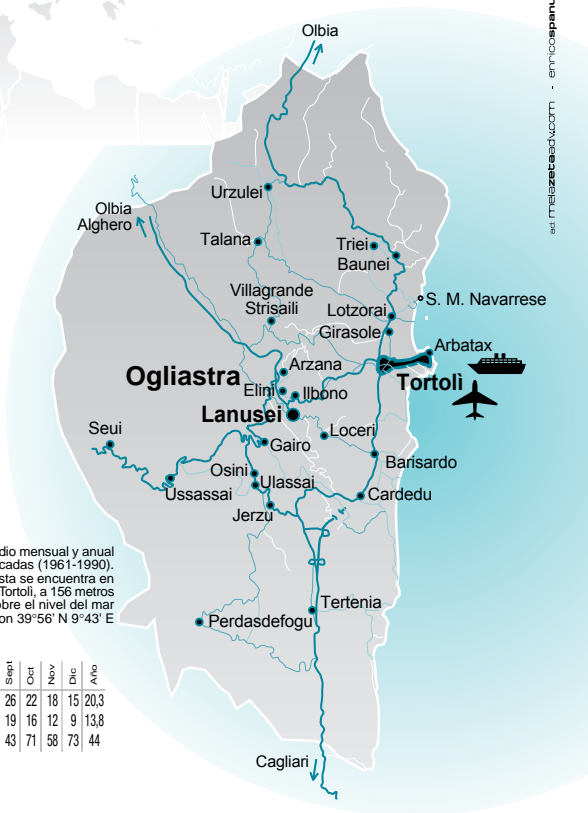 Olbia
ad: melazetaadv.com - enricospanu
Urzulei
Olbia
Alghero
Talana
Triei
Baunei
Villagrande
Strisaili
Lotzorai
S. M. Navarrese
Girasole
Arbatax
Arzana
Ogliastra
Tortolì
Elini
Ilbono
Lanusei
Seui
Loceri
Gairo
Barisardo
Osini
Ussassai
Ulassai
Cardedu
Jerzu
dio mensual y anual
cadas (1961-1990).
sta se encuentra en
Tortolì, a 156 metros
obre el nivel del mar
on 39°56' N 9°43' E
Tertenia
Perdasdefogu
Sept Oct Nov Dic Año
26 22 18 15 20,3
19 16 12 9 13,8
43 71 58 73 44
Cagliari